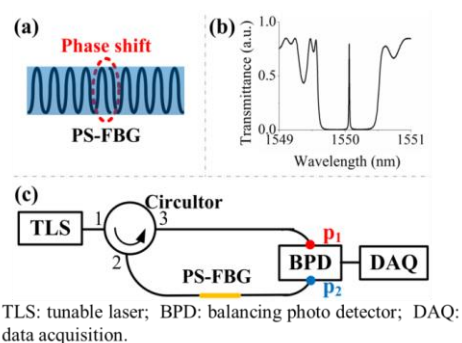 (a)
Phase shift
PS-FBG
(b)
Transmittance (a.u.)
1.0
0.5
0.0
1549
1550
1551
Wavelength (nm)
(c)
Circultor
TLS
1
3
2
p1
BPD
DAQ
PS-FBG
p2
TLS: tunable laser; BPD: balancing photo detector; DAQ:
data acquisition.